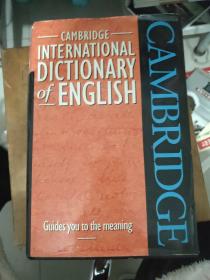 CAMBRIDGE
INTERNATIONAL
DICTIONARY
of ENGLISH
Guides you to the meaning
CAMBRIDGE